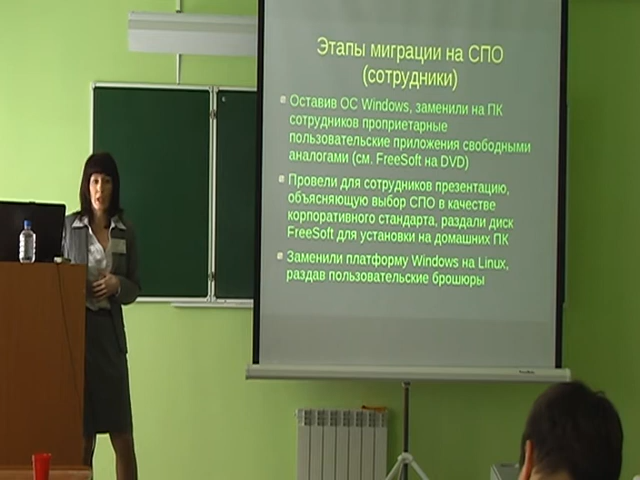 Этапы миграции на СПО
(сотрудники)
Оставив ОС Windows, заменили на ПК
сотрудников проприетарные
пользовательские приложения свободными
аналогами (см. FreeSoft на DVD)
Провели для сотрудников презентацию,
объясняющую выбор СПО в качестве
корпоративного стандарта, раздали диск
FreeSoft для установки на домашних ПК
Заменили платформу Windows на Linux,
раздав пользовательские брошюры